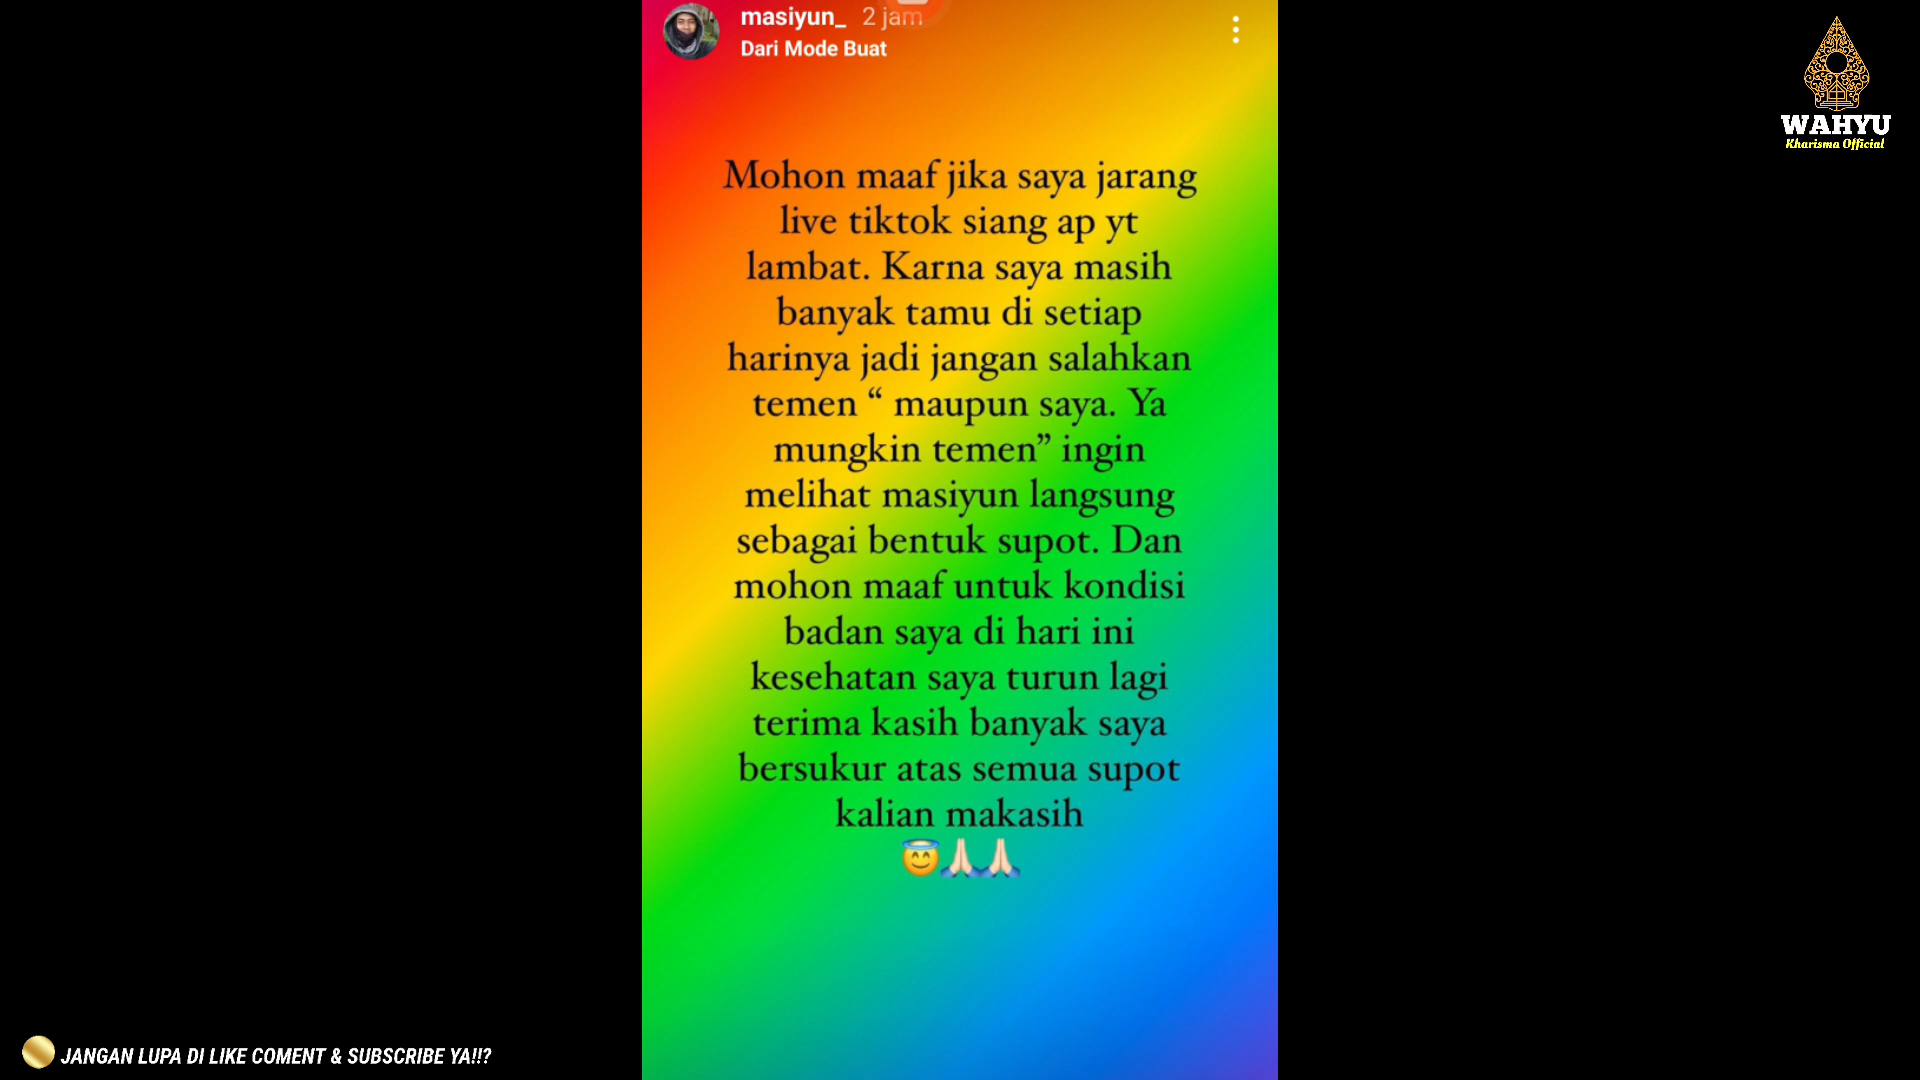 masiyun_ 2 jam
Dari Mode Buat
WAHYU
Kharisma Official
Mohon maaf jika saya jarang
live tiktok siang ap yt
lambat. Karna saya masih
banyak tamu di setiap
harinya jadi jangan salahkan
temen “ maupun saya. Ya
mungkin temen” ingin
melihat masiyun langsung
sebagai bentuk supot. Dan
mohon maaf untuk kondisi
badan saya di hari ini
kesehatan saya turun lagi
terima kasih banyak saya
bersukur atas semua supot
kalian makasih
😇🙏🏻🙏🏻
JANGAN LUPA DI LIKE COMENT & SUBSCRIBE YA!!?